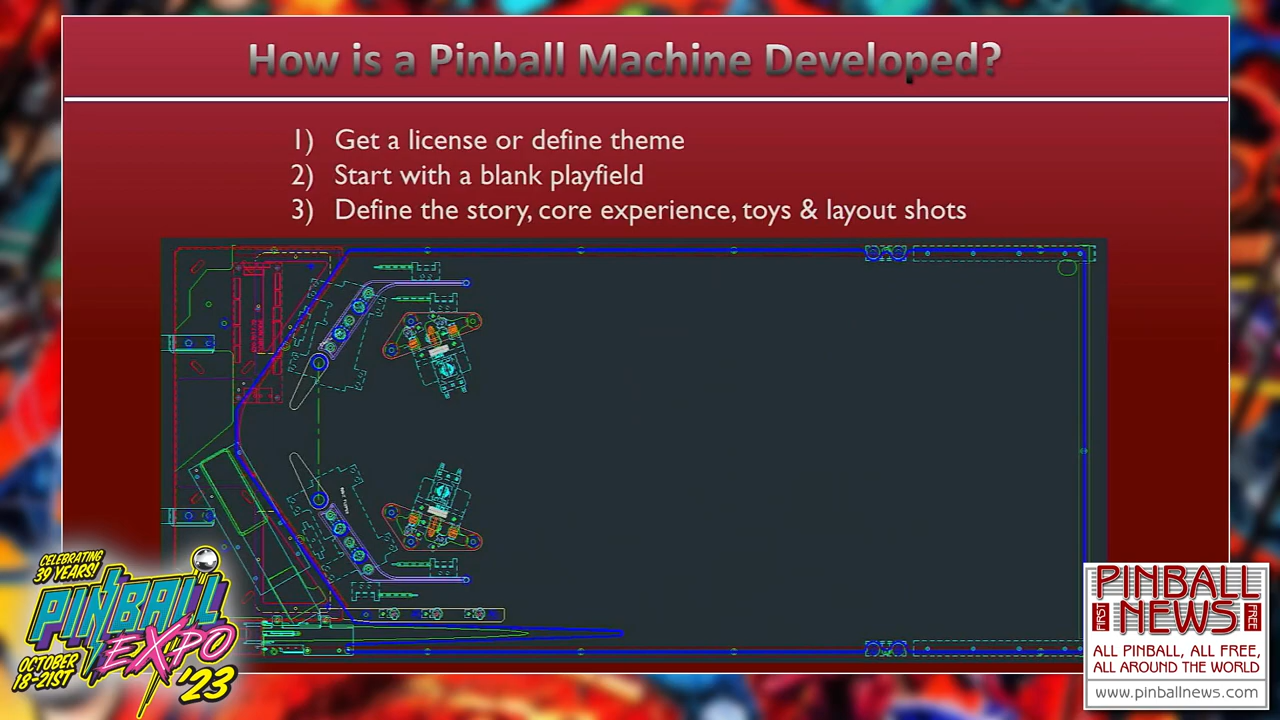 How is a Pinball Machine Developed?
1) Get a license or define theme
2) Start with a blank playfield
3) Define the story, core experience, toys & layout shots
CELEBRATING
39 YEARS!
PINBALL
EXPO
OCTOBER
18-21ST
'23
PINBALL
FIRST NEWS FREE
ALL PINBALL, ALL FREE,
ALL AROUND THE WORLD
www.pinballnews.com